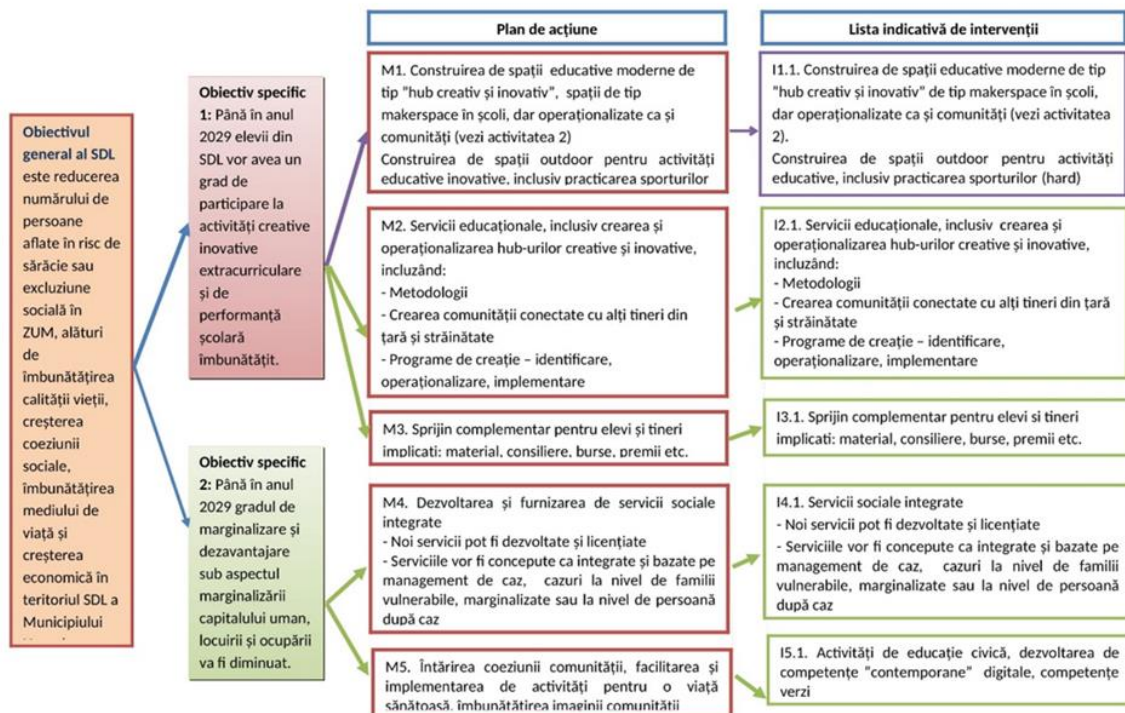 Plan de acțiune
Lista indicativă de intervenții
Obiectivul
general al SDL
este reducerea
numărului de
persoane
aflate în risc de
sărăcie sau
excluziune
socială în
ZUM, alături
de
îmbunătățirea
calității vieții,
creșterea
coeziunii
sociale,
îmbunătățirea
mediului de
viață și
creșterea
economică în
teritoriul SDL a
Municipiului
Obiectiv specific
1: Până în anul
2029 elevii din
SDL vor avea un
grad de
participare la
activități creative
inovative
extracurriculare
și de
performanță
școlară
îmbunătățit.
Obiectiv specific
2: Până în anul
2029 gradul de
marginalizare și
dezavantajare
sub aspectul
marginalizării
capitalului uman,
locuirii și ocupării
va fi diminuat.
M1. Construirea de spații educative moderne de
tip "hub creativ și inovativ", spații de tip
makerspace în școli, dar operaționalizate ca și
comunități (vezi activitatea 2)
Construirea de spații outdoor pentru activități
educative inovative, inclusiv practicarea sporturilor
I1.1. Construirea de spații educative moderne de tip
"hub creativ și inovativ" de tip makerspace în școli,
dar operaționalizate ca și comunități (vezi activitatea
2).
Construirea de spații outdoor pentru activități
educative, inclusiv practicarea sporturilor (hard)
M2. Servicii educaționale, inclusiv crearea și
operaționalizarea hub-urilor creative și inovative,
incluzând:
- Metodologii
- Crearea comunității conectate cu alți tineri din
țară și străinătate
- Programe de creație – identificare,
operaționalizare, implementare
I2.1. Servicii educaționale, inclusiv crearea și
operaționalizarea hub-urilor creative și inovative,
incluzând:
- Metodologii
- Crearea comunității conectate cu alți tineri din țară
și străinătate
- Programe de creație – identificare,
operaționalizare, implementare
M3. Sprijin complementar pentru elevi și tineri
implicati: material, consiliere, burse, premii etc.
I3.1. Sprijin complementar pentru elevi si tineri
implicati: material, consiliere, burse, premii etc.
M4. Dezvoltarea și furnizarea de servicii sociale
integrate
- Noi servicii pot fi dezvoltate și licențiate
- Serviciile vor fi concepute ca integrate și bazate pe
management de caz, cazuri la nivel de familii
vulnerabile, marginalizate sau la nivel de persoană
după caz
I4.1. Servicii sociale integrate
- Noi servicii pot fi dezvoltate și licențiate
- Serviciile vor fi concepute ca integrate și bazate pe
management de caz, cazuri la nivel de familii
vulnerabile, marginalizate sau la nivel de persoană
după caz
M5. Întărirea coeziunii comunității, facilitarea și
implementarea de activități pentru o viață
sănătoasă, îmbunătățirea imaginii comunității
I5.1. Activități de educație civică, dezvoltarea de
competențe "contemporane" digitale, competențe
verzi